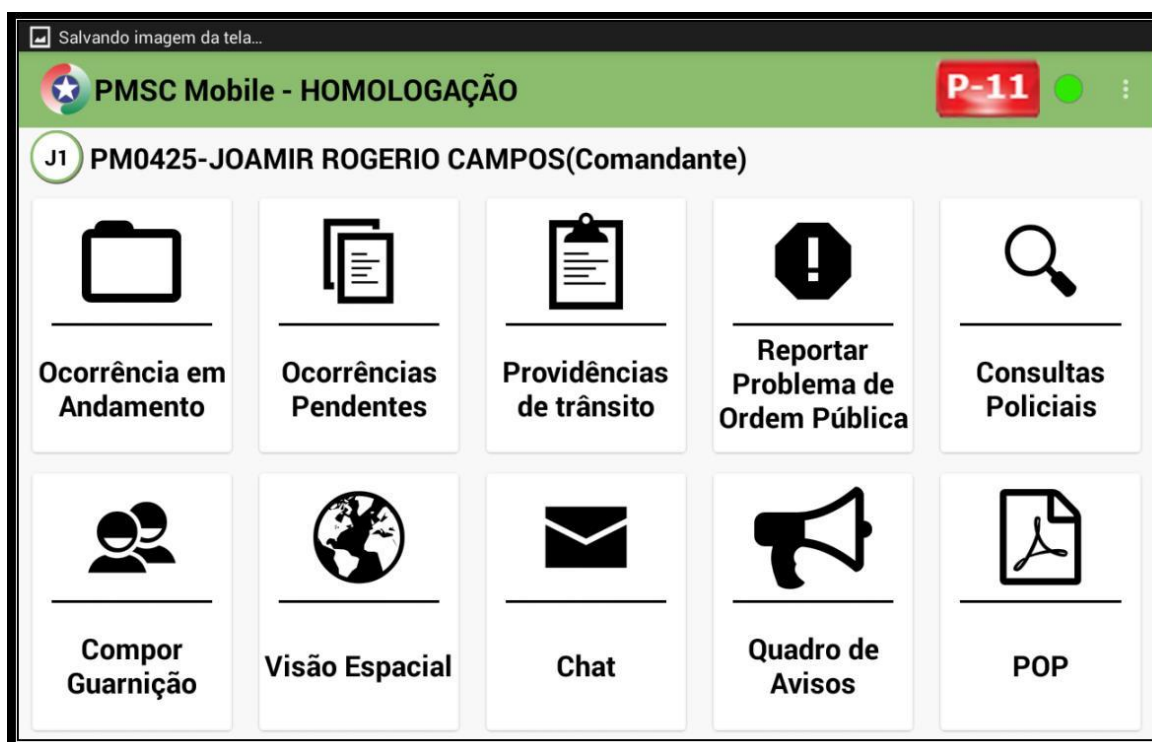 Salvando imagem da tela...
PMSC Mobile - HOMOLOGAÇÃO
P-11
J1
PM0425-JOAMIR ROGERIO CAMPOS(Comandante)
Ocorrência em
Andamento
Ocorrências
Pendentes
Providências
de trânsito
Reportar
Problema de
Ordem Pública
Consultas
Policiais
Compor
Guarnição
Visão Espacial
Chat
Quadro de
Avisos
POP